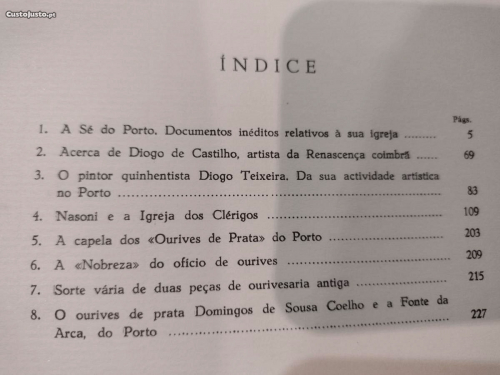 CustoJusto.pt
ÍNDICE
Págs.
1. A Sé do Porto. Documentos inéditos relativos à sua igreja ......... 5
2. Acerca de Diogo de Castilho, artista da Renascença coimbrã ...... 69
3. O pintor quinhentista Diogo Teixeira. Da sua actividade artística
no Porto ........................ 83
4. Nasoni e a Igreja dos Clérigos ........................ 109
5. A capela dos «Ourives de Prata» do Porto ........................ 203
6. A «Nobreza» do ofício de ourives ........................ 209
7. Sorte vária de duas peças de ourivesaria antiga ........................ 215
8. O ourives de prata Domingos de Sousa Coelho e a Fonte da
Arca, do Porto ........................ 227